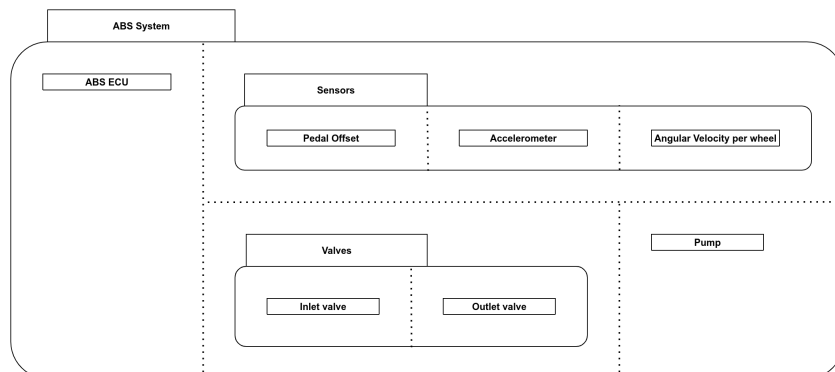 ABS System
ABS ECU
Sensors
Pedal Offset
Accelerometer
Angular Velocity per wheel
Valves
Pump
Inlet valve
Outlet valve